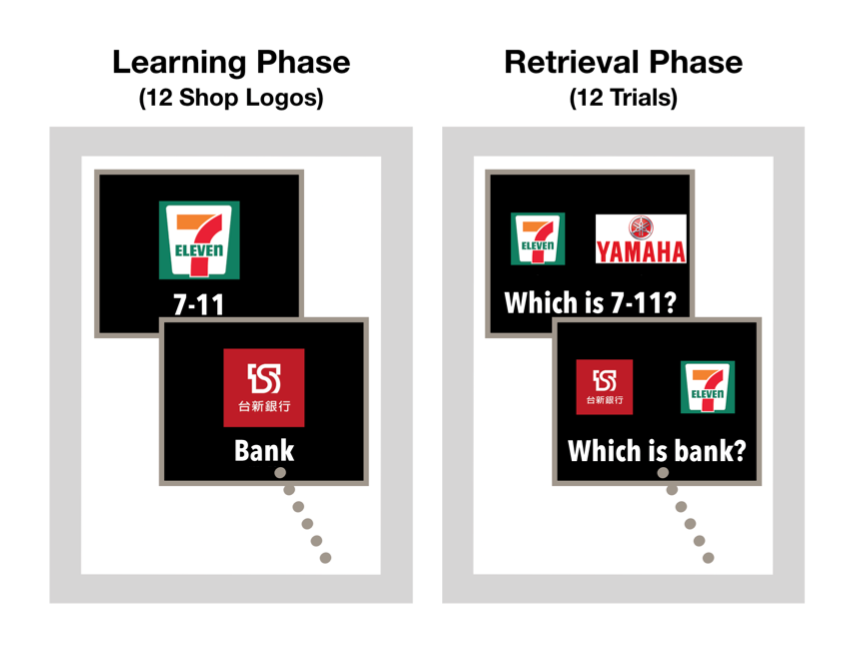 Learning Phase
(12 Shop Logos)
7
ELEVEN
7-11
台新銀行
Bank
Retrieval Phase
(12 Trials)
7
ELEVEN
YAMAHA
Which is 7-11?
台新銀行
7
ELEVEN
Which is bank?